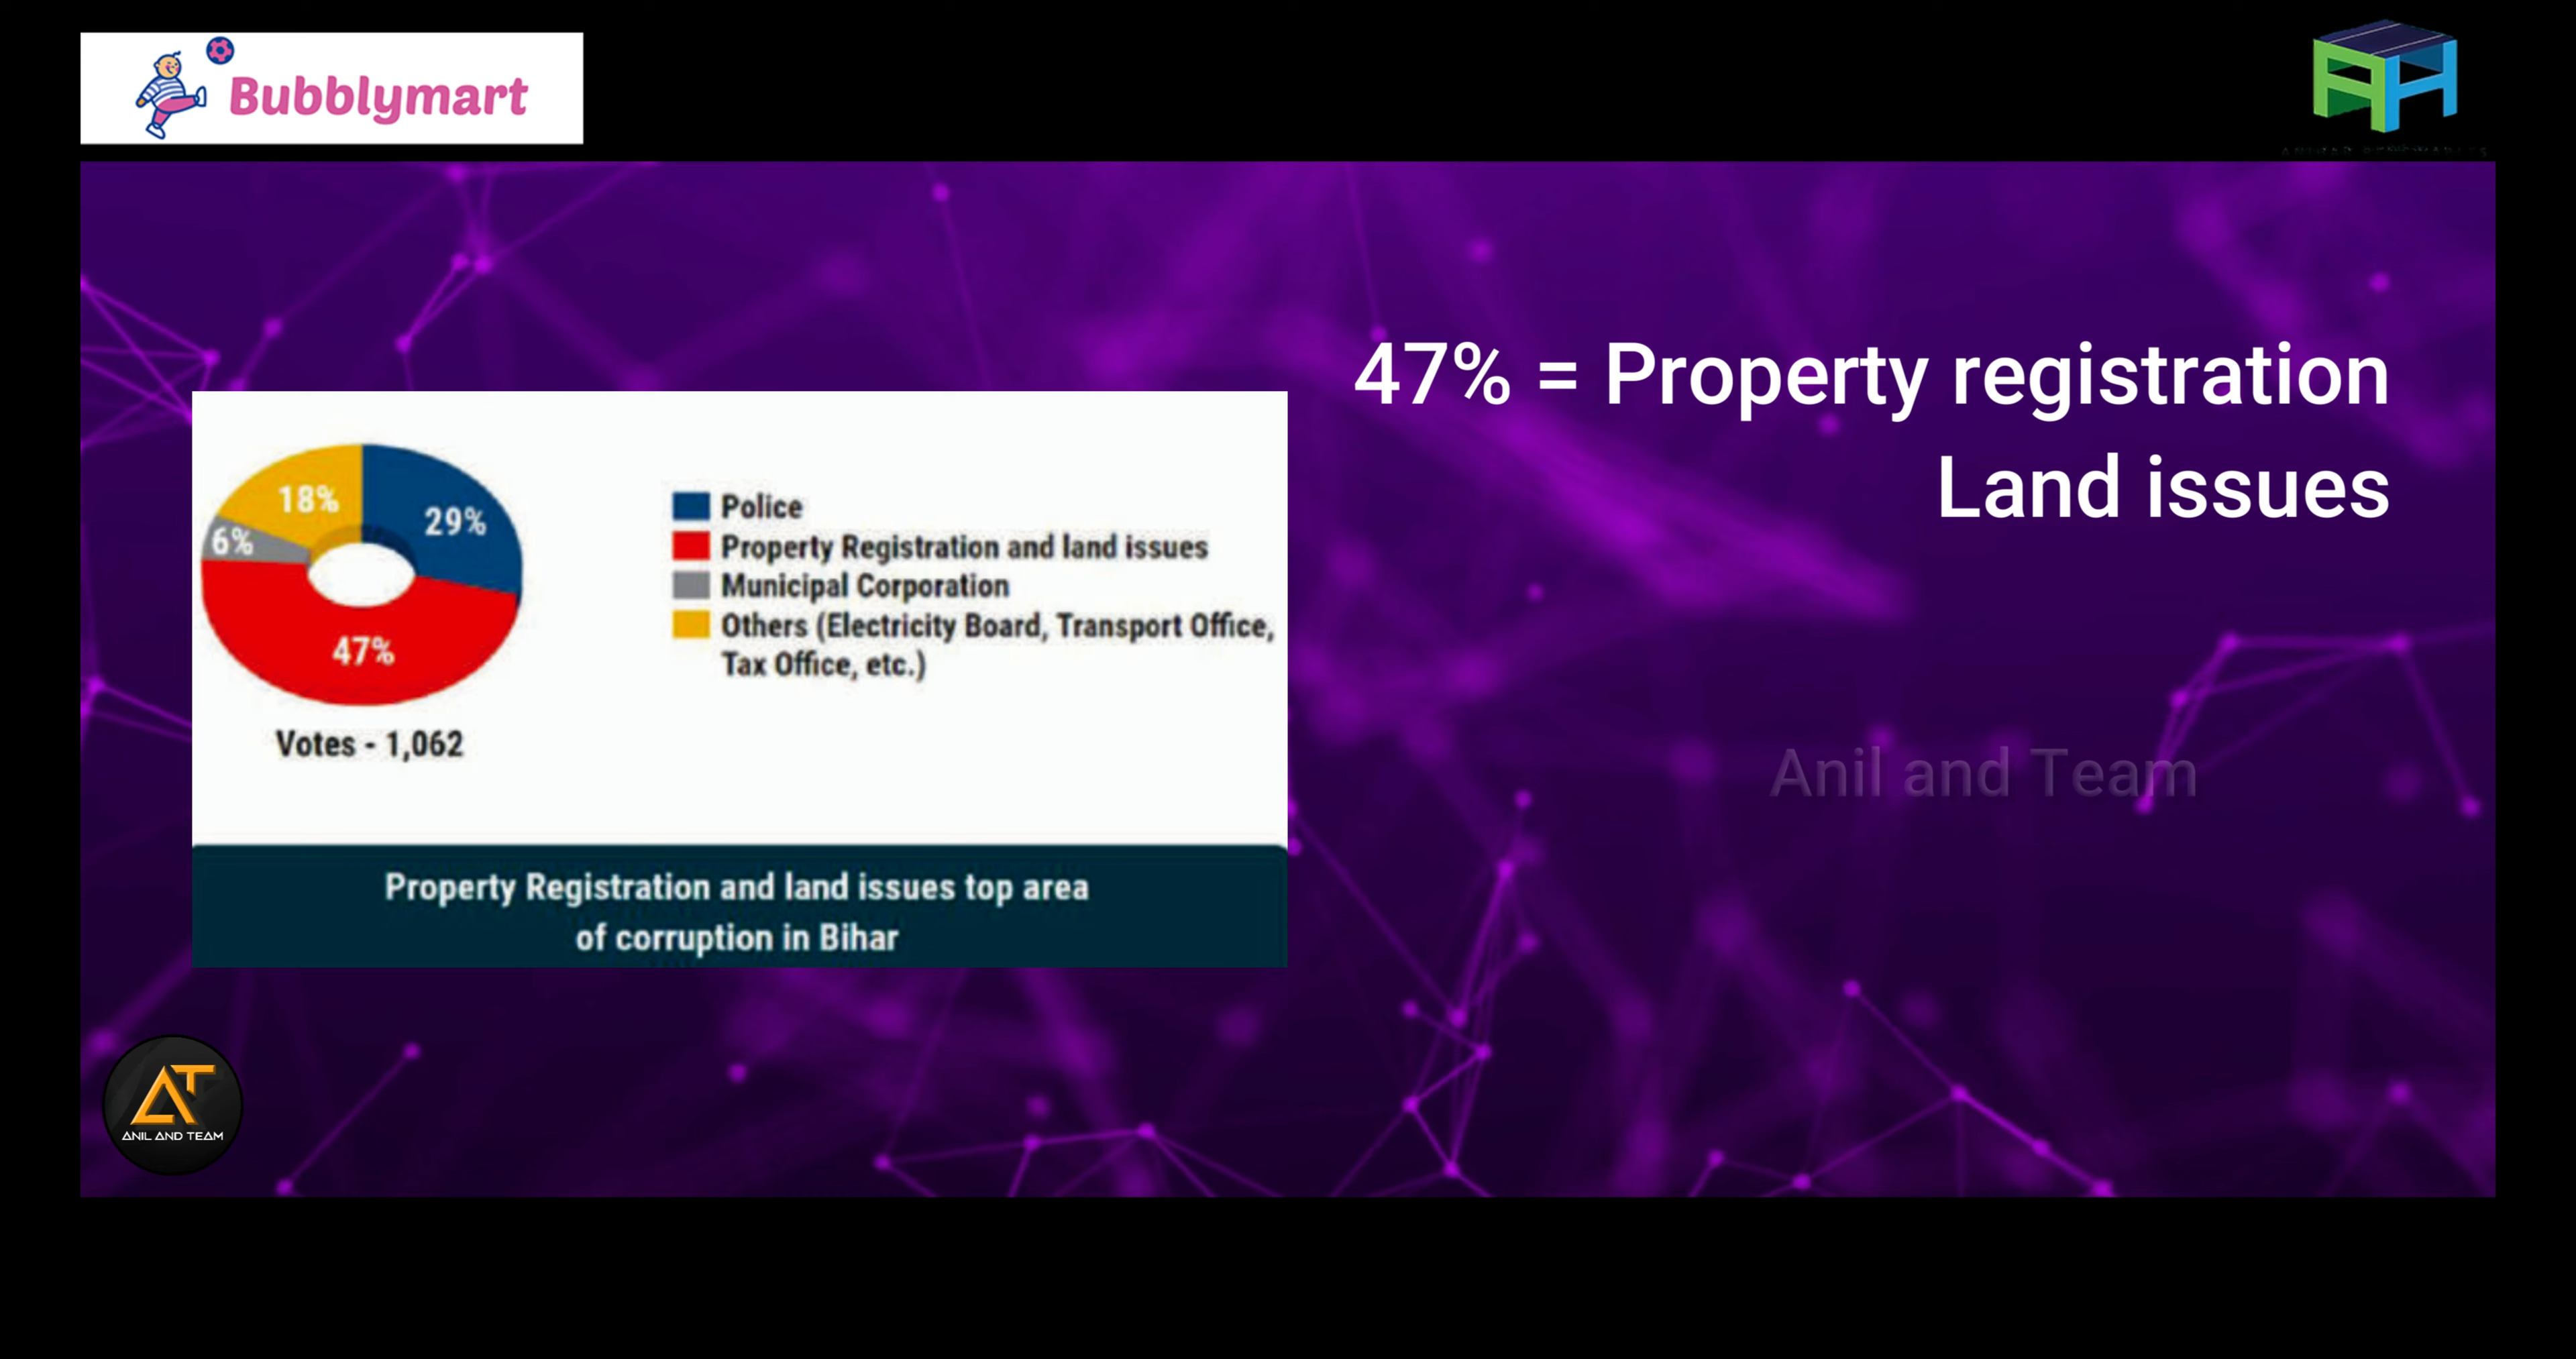 Bubblymart
47% = Property registration
Land issues
18%
29%
6%
47%
Votes - 1,062
Police
Property Registration and land issues
Municipal Corporation
Others (Electricity Board, Transport Office,
Tax Office, etc.)
Property Registration and land issues top area
of corruption in Bihar
Anil and Team
AT
ANIL AND TEAM